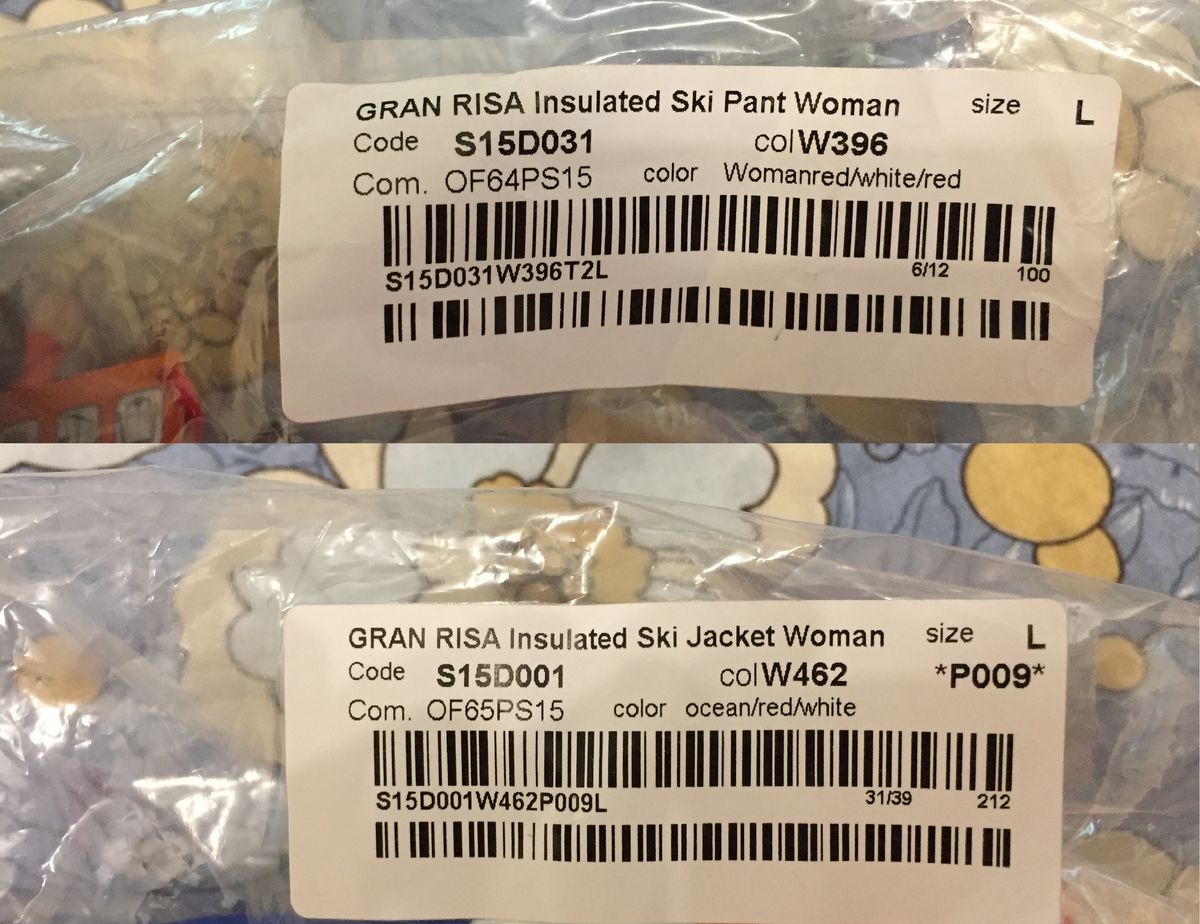 GRAN RISA Insulated Ski Pant Woman size L
Code S15D031 col W396
Com. OF64PS15 color Womanred/white/red
S15D031W396T2L 6/12 100
GRAN RISA Insulated Ski Jacket Woman size L
Code S15D001 col W462 *P009*
Com. OF65PS15 color ocean/red/white
S15D001W462P009L 31/39 212